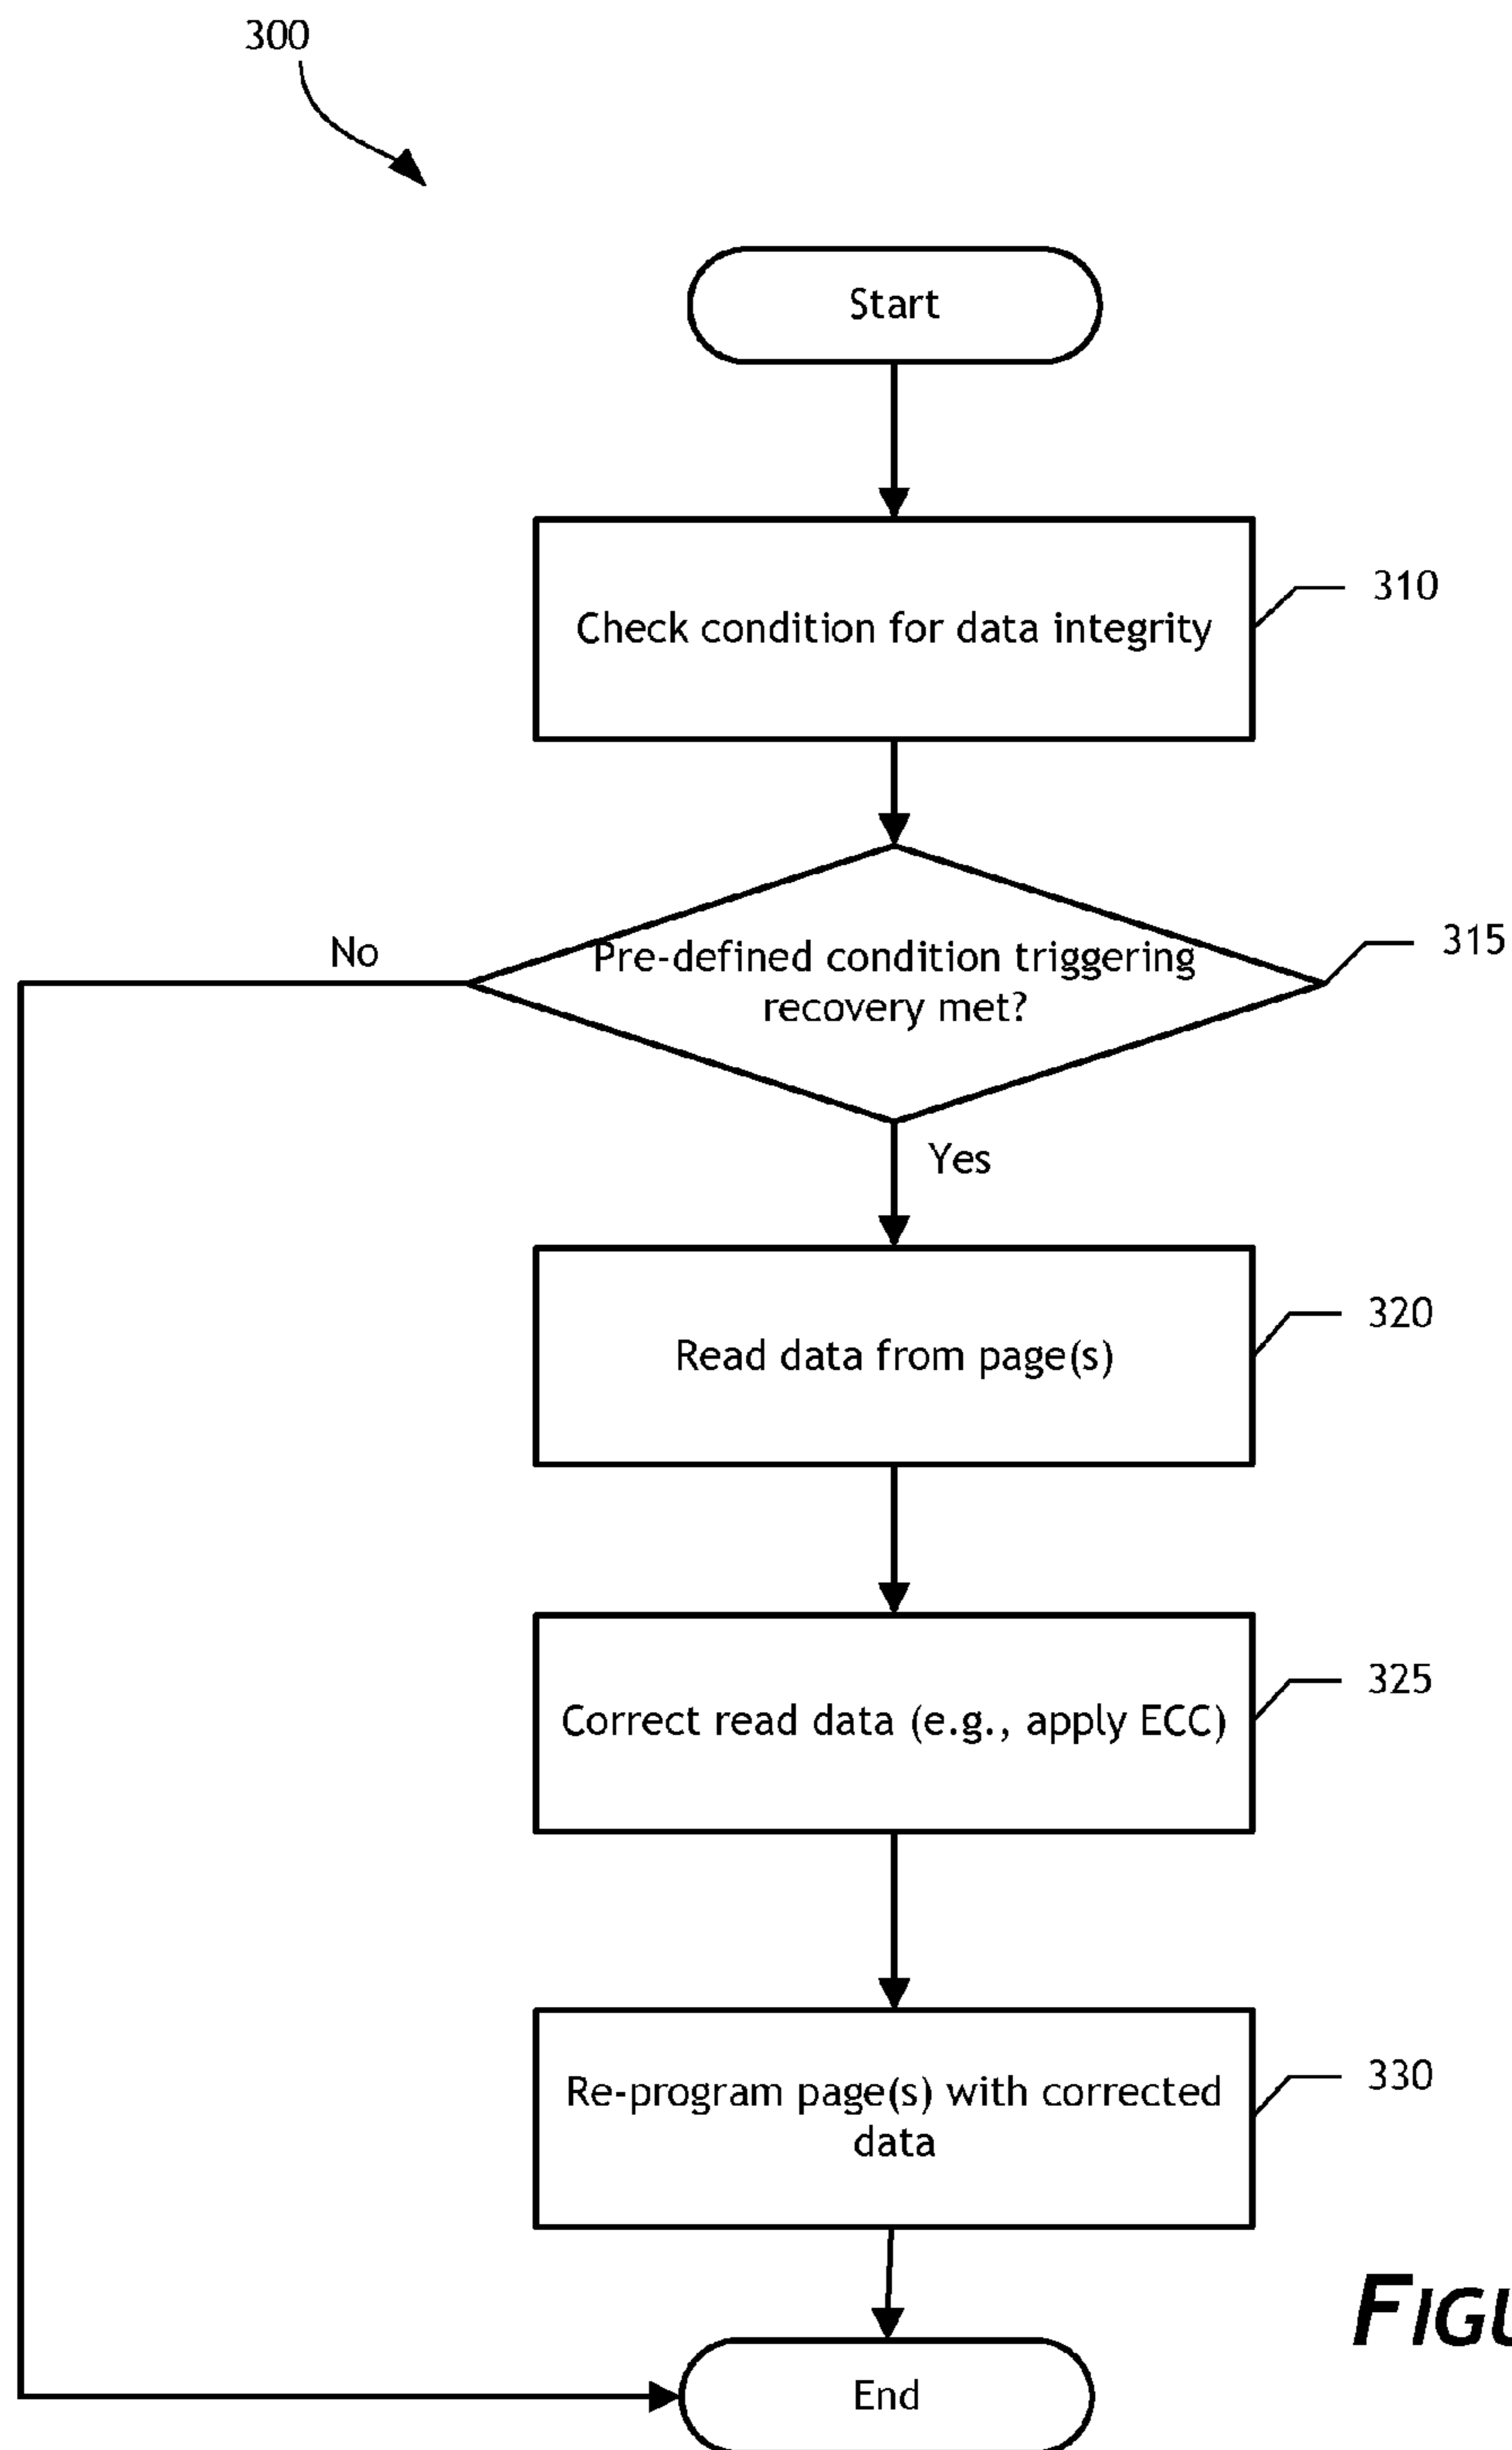 300
Start
Check condition for data integrity
310
No
Pre-defined condition triggering
recovery met?
315
Yes
Read data from page(s)
320
Correct read data (e.g., apply ECC)
325
Re-program page(s) with corrected
data
330
End